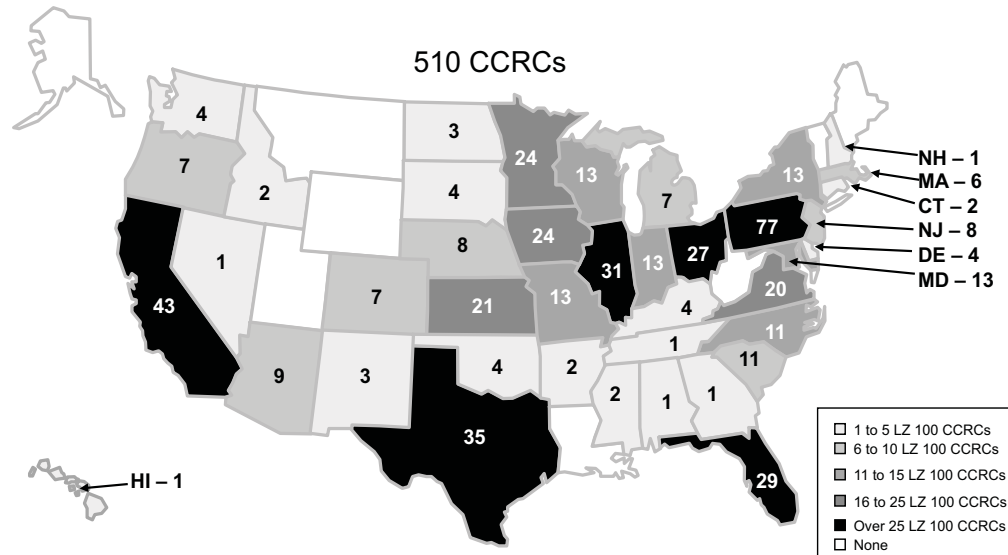 510 CCRCs
4
3
24
13
13
NH – 1
MA – 6
CT – 2
NJ – 8
DE – 4
MD – 13
7
2
4
7
77
8
24
31
13
27
43
1
7
21
13
4
20
11
11
9
3
4
2
1
2
1
1
35
29
HI – 1
1 to 5 LZ 100 CCRCs
6 to 10 LZ 100 CCRCs
11 to 15 LZ 100 CCRCs
16 to 25 LZ 100 CCRCs
Over 25 LZ 100 CCRCs
None